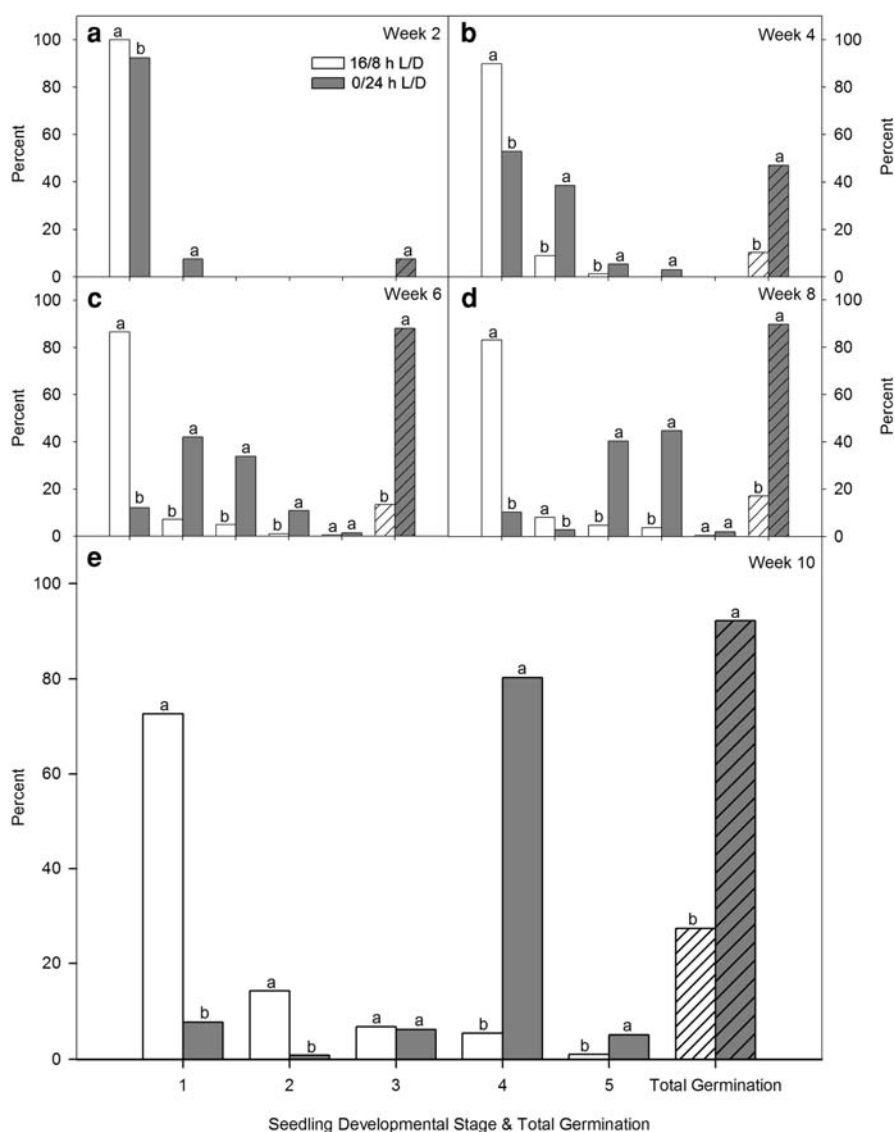 a
Week 2
b
Week 4
16/8 h L/D
0/24 h L/D
Percent
100
80
60
40
20
0
a
b
a
a
a
b
b
a
b
a
a
b
a
100
80
60
40
20
0
Percent
c
Week 6
d
Week 8
Percent
100
80
60
40
20
0
a
b
b
a
b
a
b
a
a
a
b
a
a
b
a
b
b
a
b
a
a
a
b
a
100
80
60
40
20
0
Percent
e
Week 10
Percent
100
80
60
40
20
0
a
b
a
b
a
a
b
a
b
a
b
a
1
2
3
4
5
Total Germination
Seedling Developmental Stage & Total Germination